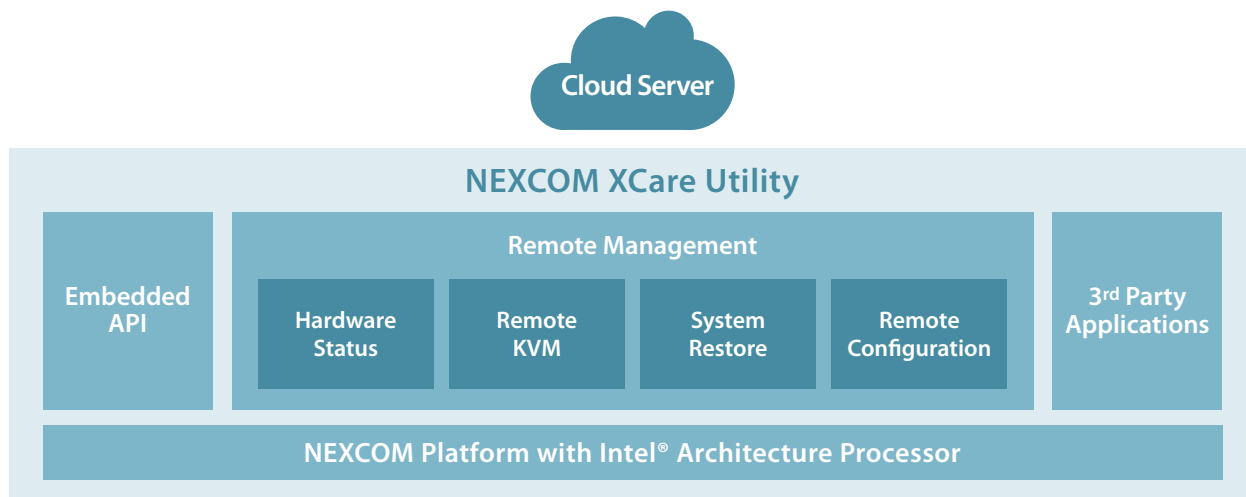 Cloud Server
NEXCOM XCare Utility
Embedded
API
Remote Management
Hardware
Status
Remote
KVM
System
Restore
Remote
Configuration
3rd Party
Applications
NEXCOM Platform with Intel® Architecture Processor